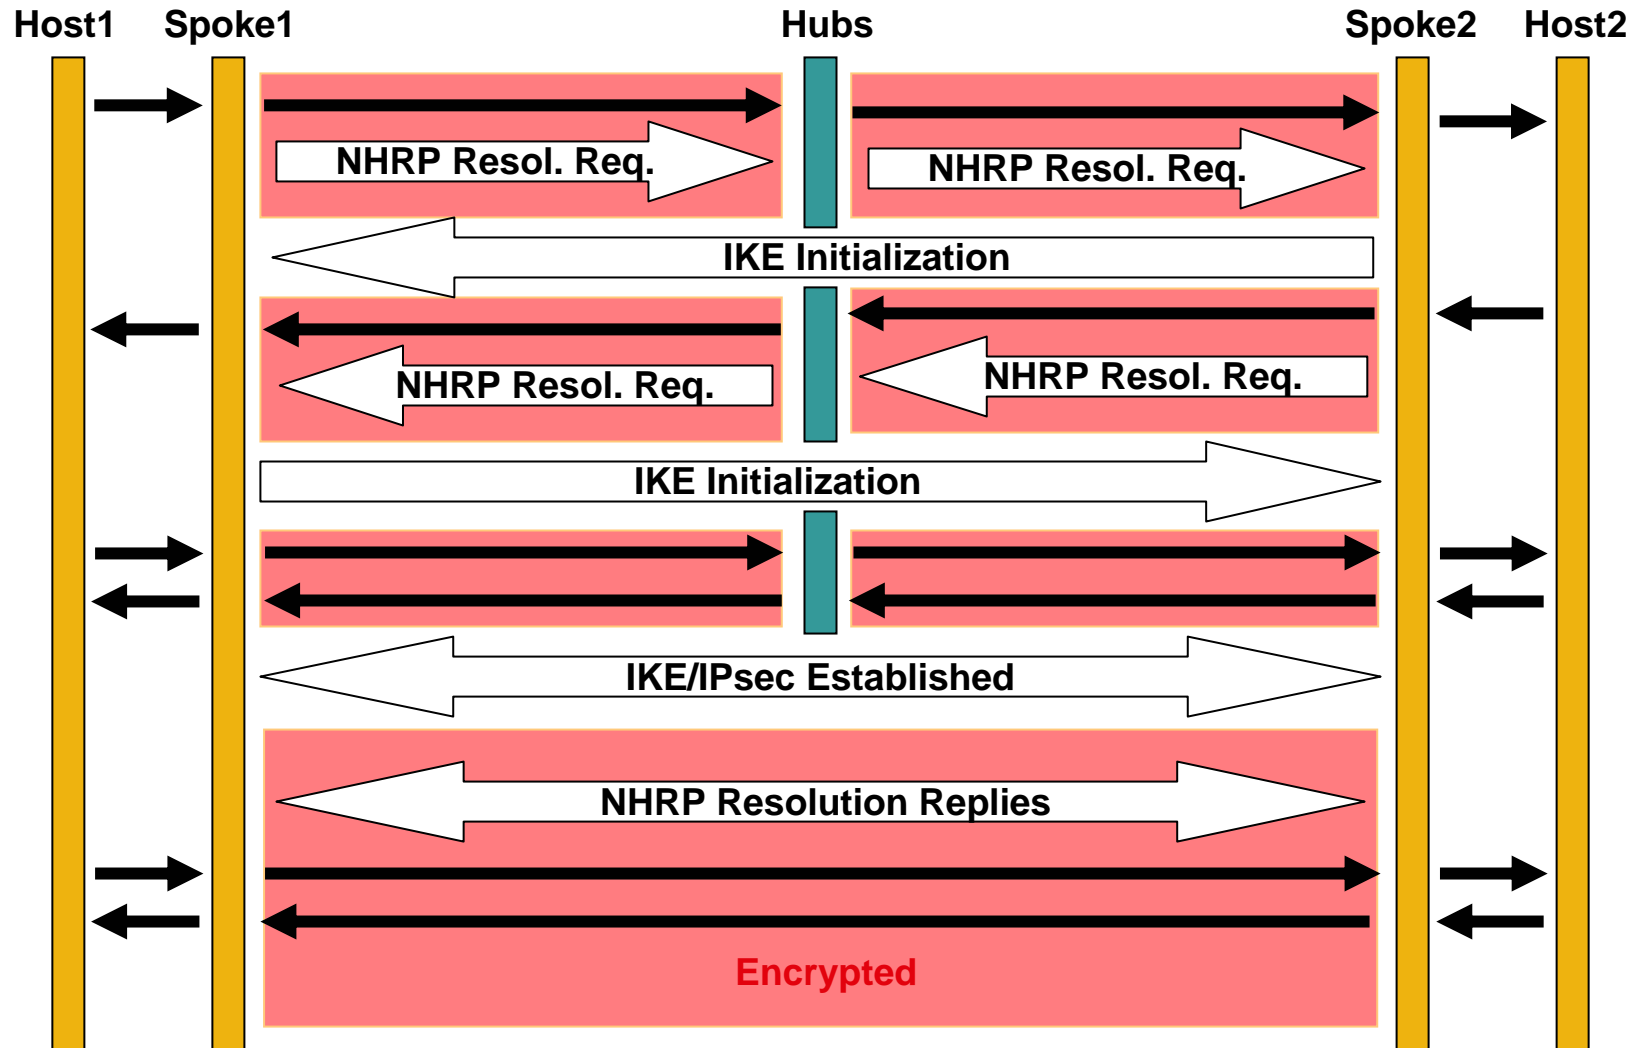 Host1 Spoke1 Hubs Spoke2 Host2
NHRP Resol. Req. NHRP Resol. Req.
IKE Initialization
NHRP Resol. Req. NHRP Resol. Req.
IKE Initialization
IKE/IPsec Established
NHRP Resolution Replies
Encrypted